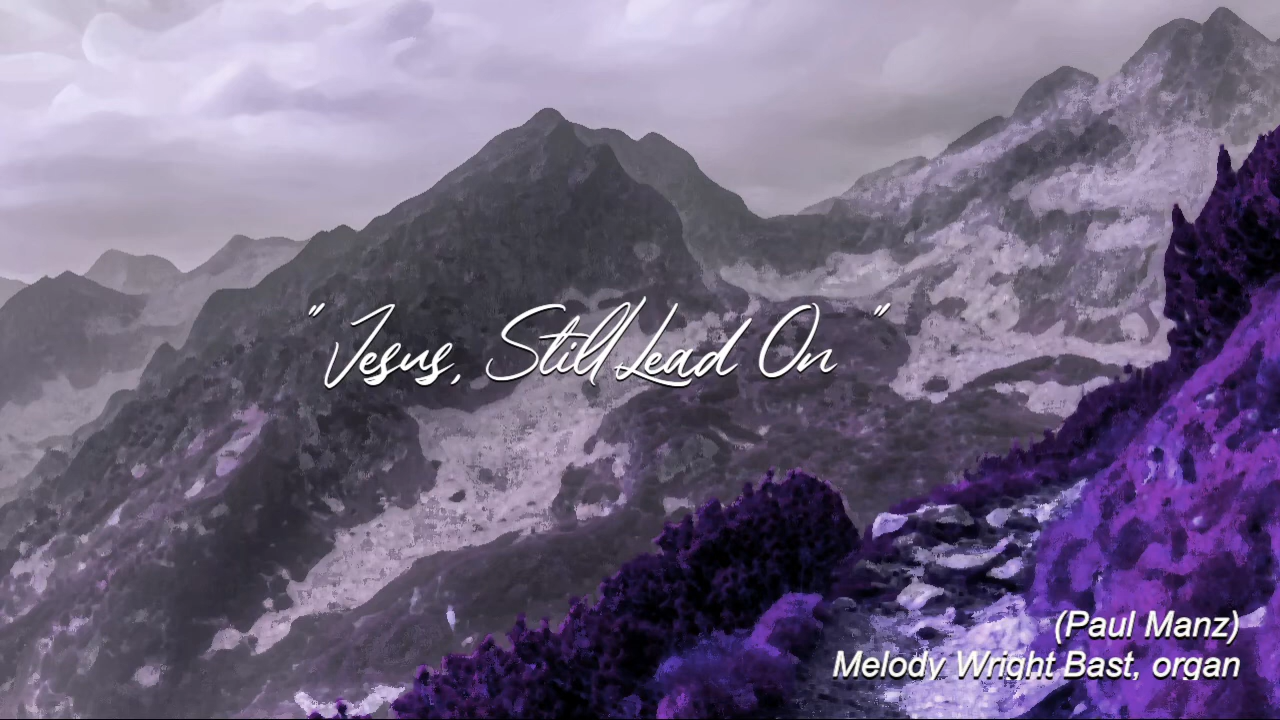 "Jesus, Still Lead On"
(Paul Manz)
Melody Wright Bast, organ